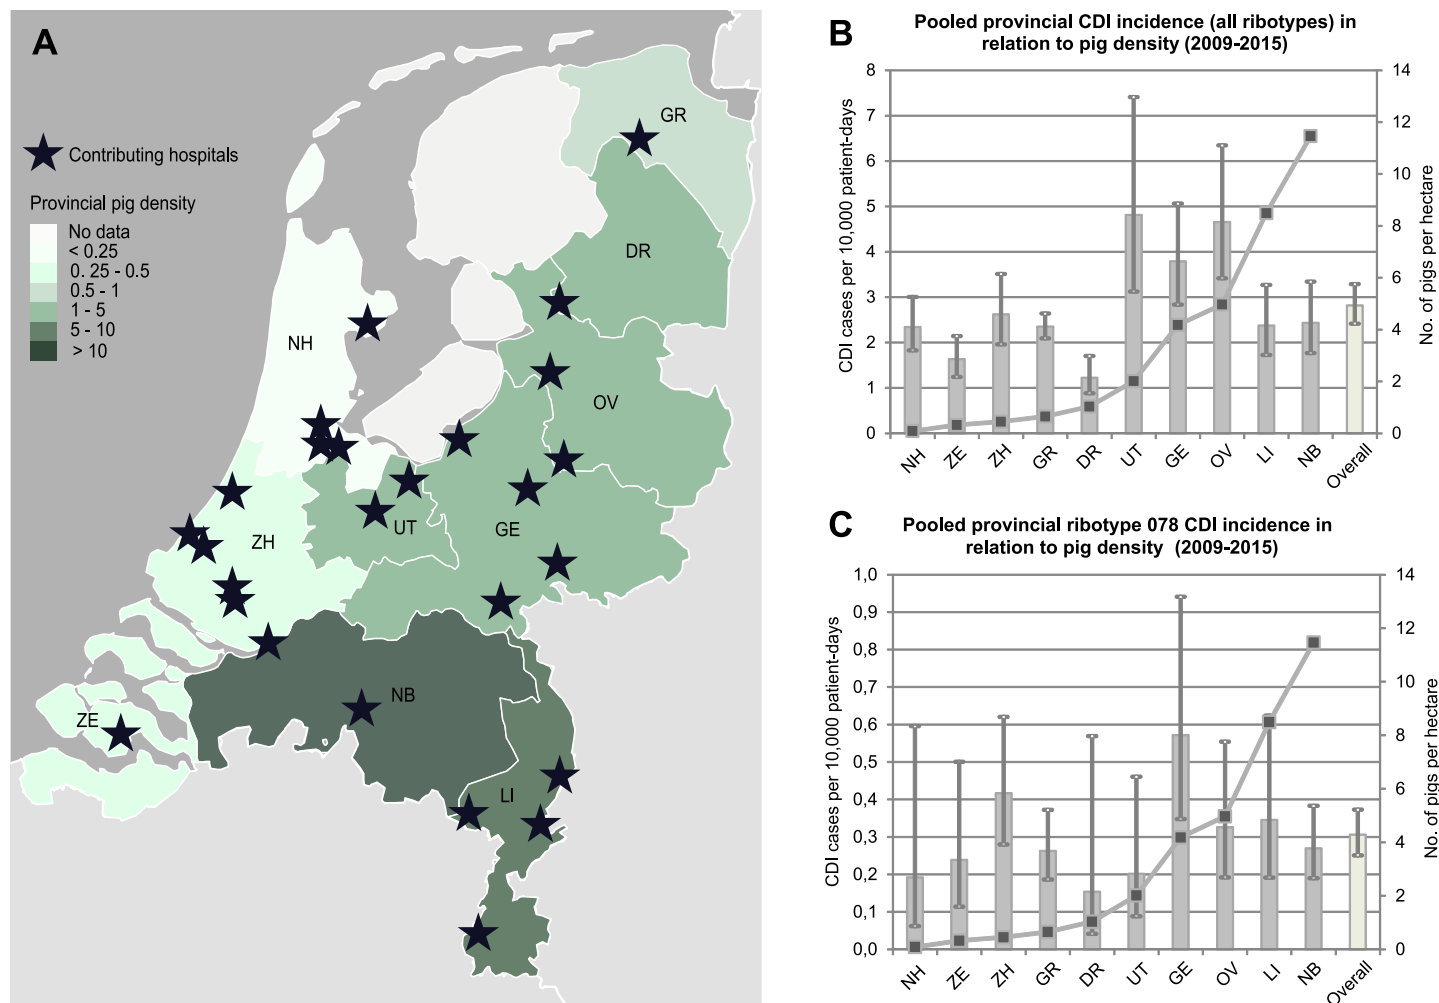 A
Contributing hospitals
Provincial pig density
No data
< 0.25
0. 25 - 0.5
0.5 - 1
1 - 5
5 - 10
> 10
GR
DR
NH
OV
UT
GE
ZH
NB
ZE
LI
B
Pooled provincial CDI incidence (all ribotypes) in
relation to pig density (2009-2015)
CDI cases per 10,000 patient-days
8
7
6
5
4
3
2
1
0
14
12
10
8
6
4
2
0
No. of pigs per hectare
NH
ZE
ZH
GR
DR
UT
GE
OV
LI
NB
Overall
C
Pooled provincial ribotype 078 CDI incidence in
relation to pig density (2009-2015)
CDI cases per 10,000 patient-days
1,0
0,9
0,8
0,7
0,6
0,5
0,4
0,3
0,2
0,1
0,0
14
12
10
8
6
4
2
0
No. of pigs per hectare
NH
ZE
ZH
GR
DR
UT
GE
OV
LI
NB
Overall